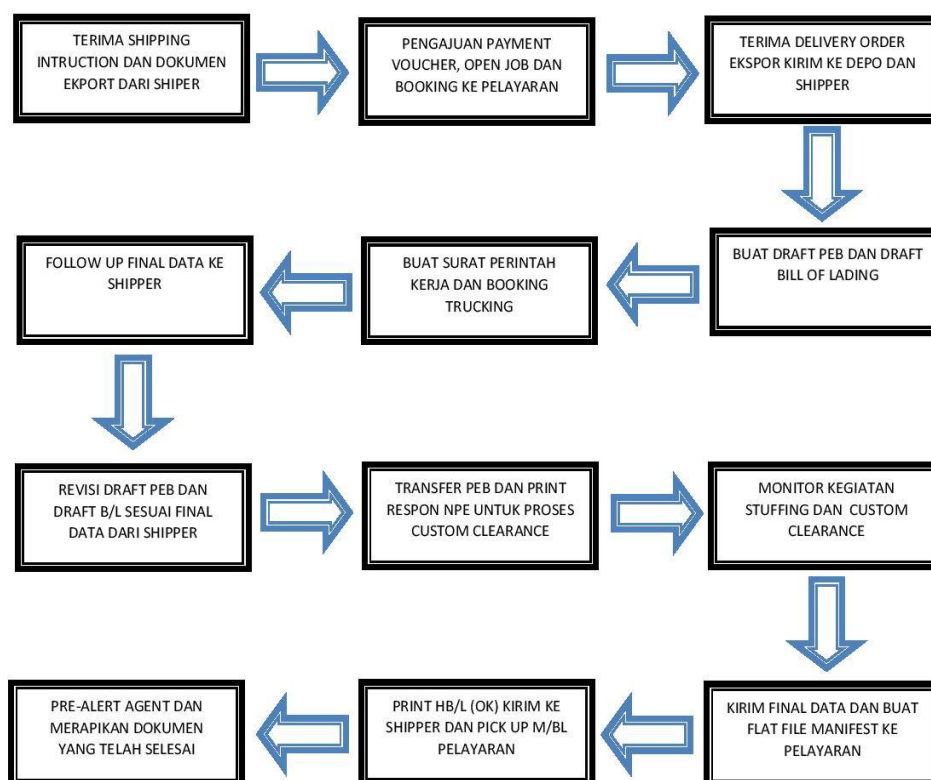 TERIMA SHIPPING
INTRUCTION DAN DOKUMEN
EKPORT DARI SHIPER
PENGAJUAN PAYMENT
VOUCHER, OPEN JOB DAN
BOOKING KE PELAYARAN
TERIMA DELIVERY ORDER
EKSPOR KIRIM KE DEPO DAN
SHIPPER
BUAT DRAFT PEB DAN DRAFT
BILL OF LADING
BUAT SURAT PERINTAH
KERJA DAN BOOKING
TRUCKING
FOLLOW UP FINAL DATA KE
SHIPPER
REVISI DRAFT PEB DAN
DRAFT B/L SESUAI FINAL
DATA DARI SHIPPER
TRANSFER PEB DAN PRINT
RESPON NPE UNTUK PROSES
CUSTOM CLEARANCE
MONITOR KEGIATAN
STUFFING DAN CUSTOM
CLEARANCE
KIRIM FINAL DATA DAN BUAT
FLAT FILE MANIFEST KE
PELAYARAN
PRINT HB/L (OK) KIRIM KE
SHIPPER DAN PICK UP M/BL
PELAYARAN
PRE-ALERT AGENT DAN
MERAPIKAN DOKUMEN
YANG TELAH SELESAI